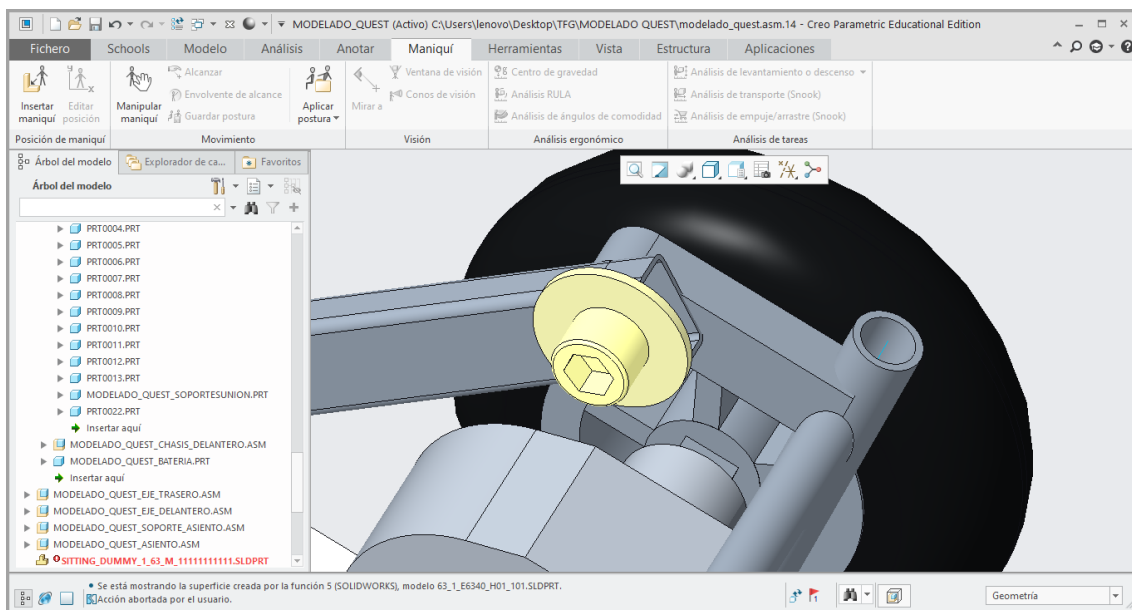 MODELADO_QUEST (Activo) C:\Users\lenovo\Desktop\TFG\MODELADO QUEST\modelado_quest.asm.14 - Creo Parametric Educational Edition
Fichero Schools Modelo Análisis Anotar Maniquí Herramientas Vista Estructura Aplicaciones
Insertar maniquí
Editar posición
Manipular maniquí
Alcanzar
Envolvente de alcance
Guardar postura
Aplicar postura
Mirar a
Ventana de visión
Conos de visión
Centro de gravedad
Análisis RULA
Análisis de ángulos de comodidad
Análisis de levantamiento o descenso
Análisis de transporte (Snook)
Análisis de empuje/arrastre (Snook)
Posición de maniquí Movimiento Visión Análisis ergonómico Análisis de tareas
Árbol del modelo Explorador de ca... Favoritos
Árbol del modelo
PRT0004.PRT
PRT0005.PRT
PRT0006.PRT
PRT0007.PRT
PRT0008.PRT
PRT0009.PRT
PRT0010.PRT
PRT0011.PRT
PRT0012.PRT
PRT0013.PRT
MODELADO_QUEST_SOPORTESUNION.PRT
PRT0022.PRT
Insertar aquí
MODELADO_QUEST_CHASIS_DELANTERO.ASM
MODELADO_QUEST_BATERIA.PRT
Insertar aquí
MODELADO_QUEST_EJE_TRASERO.ASM
MODELADO_QUEST_EJE_DELANTERO.ASM
MODELADO_QUEST_SOPORTE_ASIENTO.ASM
MODELADO_QUEST_ASIENTO.ASM
SITTING_DUMMY_1_63_M_11111111111.SLDPRT
• Se está mostrando la superficie creada por la función 5 (SOLIDWORKS), modelo 63_1_E6340_H01_101.SLDPRT.
Acción abortada por el usuario.
1
Geometría